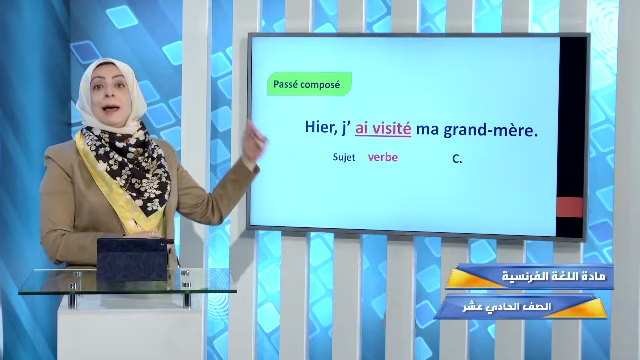 Passé composé
Hier, j’ ai visité ma grand-mère.
Sujet verbe C.
مادة اللغة الفرنسية
الصف الحادي عشر